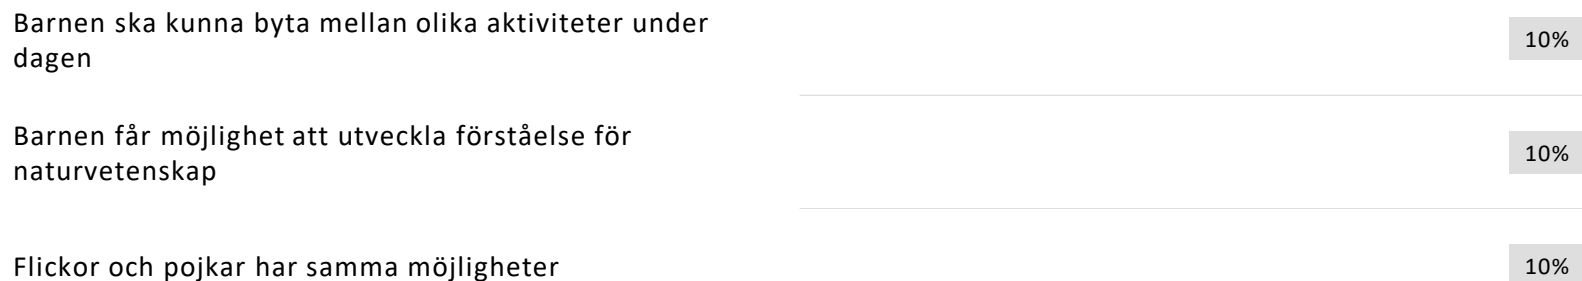 Barnen ska kunna byta mellan olika aktiviteter under
dagen
10%
Barnen får möjlighet att utveckla förståelse för
naturvetenskap
10%
Flickor och pojkar har samma möjligheter
10%